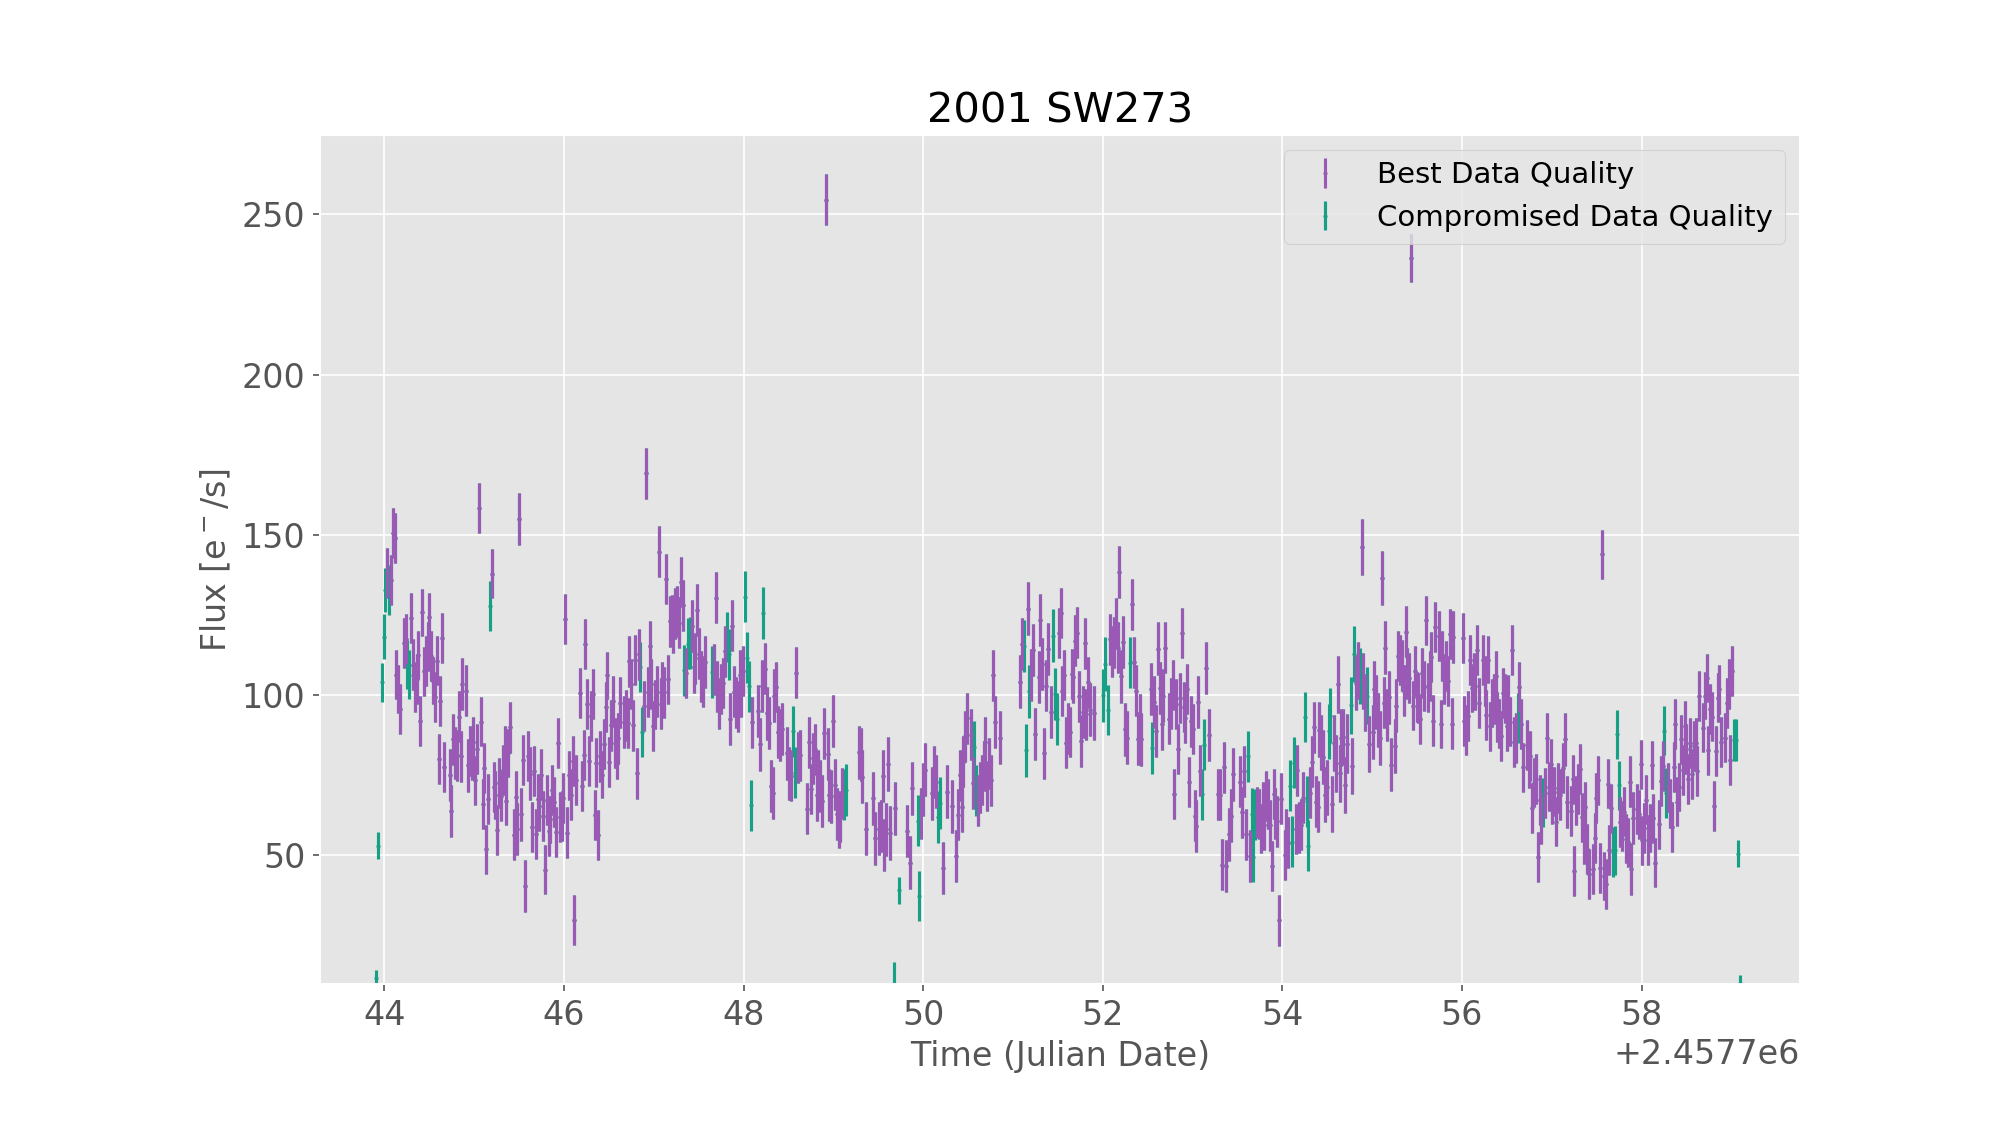 2001 SW273
Best Data Quality
Compromised Data Quality
250
200
150
100
50
Flux [e⁻/s]
44 46 48 50 52 54 56 58
Time (Julian Date)
+2.4577e6